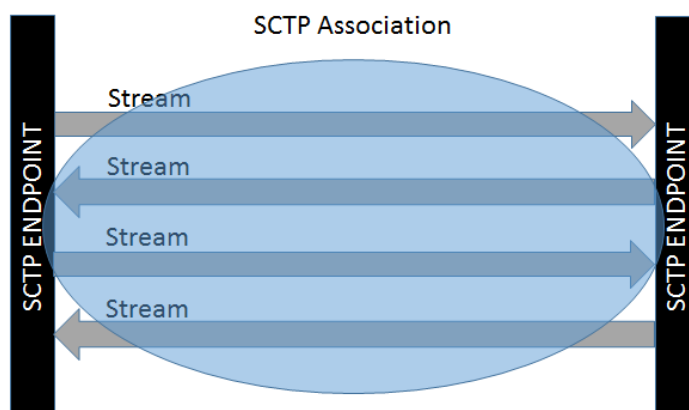 SCTP Association
Stream
Stream
Stream
Stream
SCTP ENDPOINT
SCTP ENDPOINT